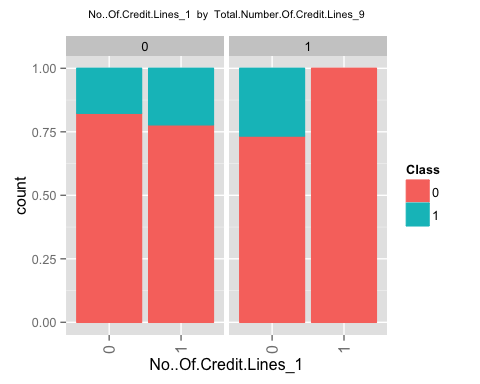 No..Of.Credit.Lines_1 by Total.Number.Of.Credit.Lines_9
0 1
1.00
0.75
0.50
0.25
0.00
count
0 1 0 1
No..Of.Credit.Lines_1
Class
0
1